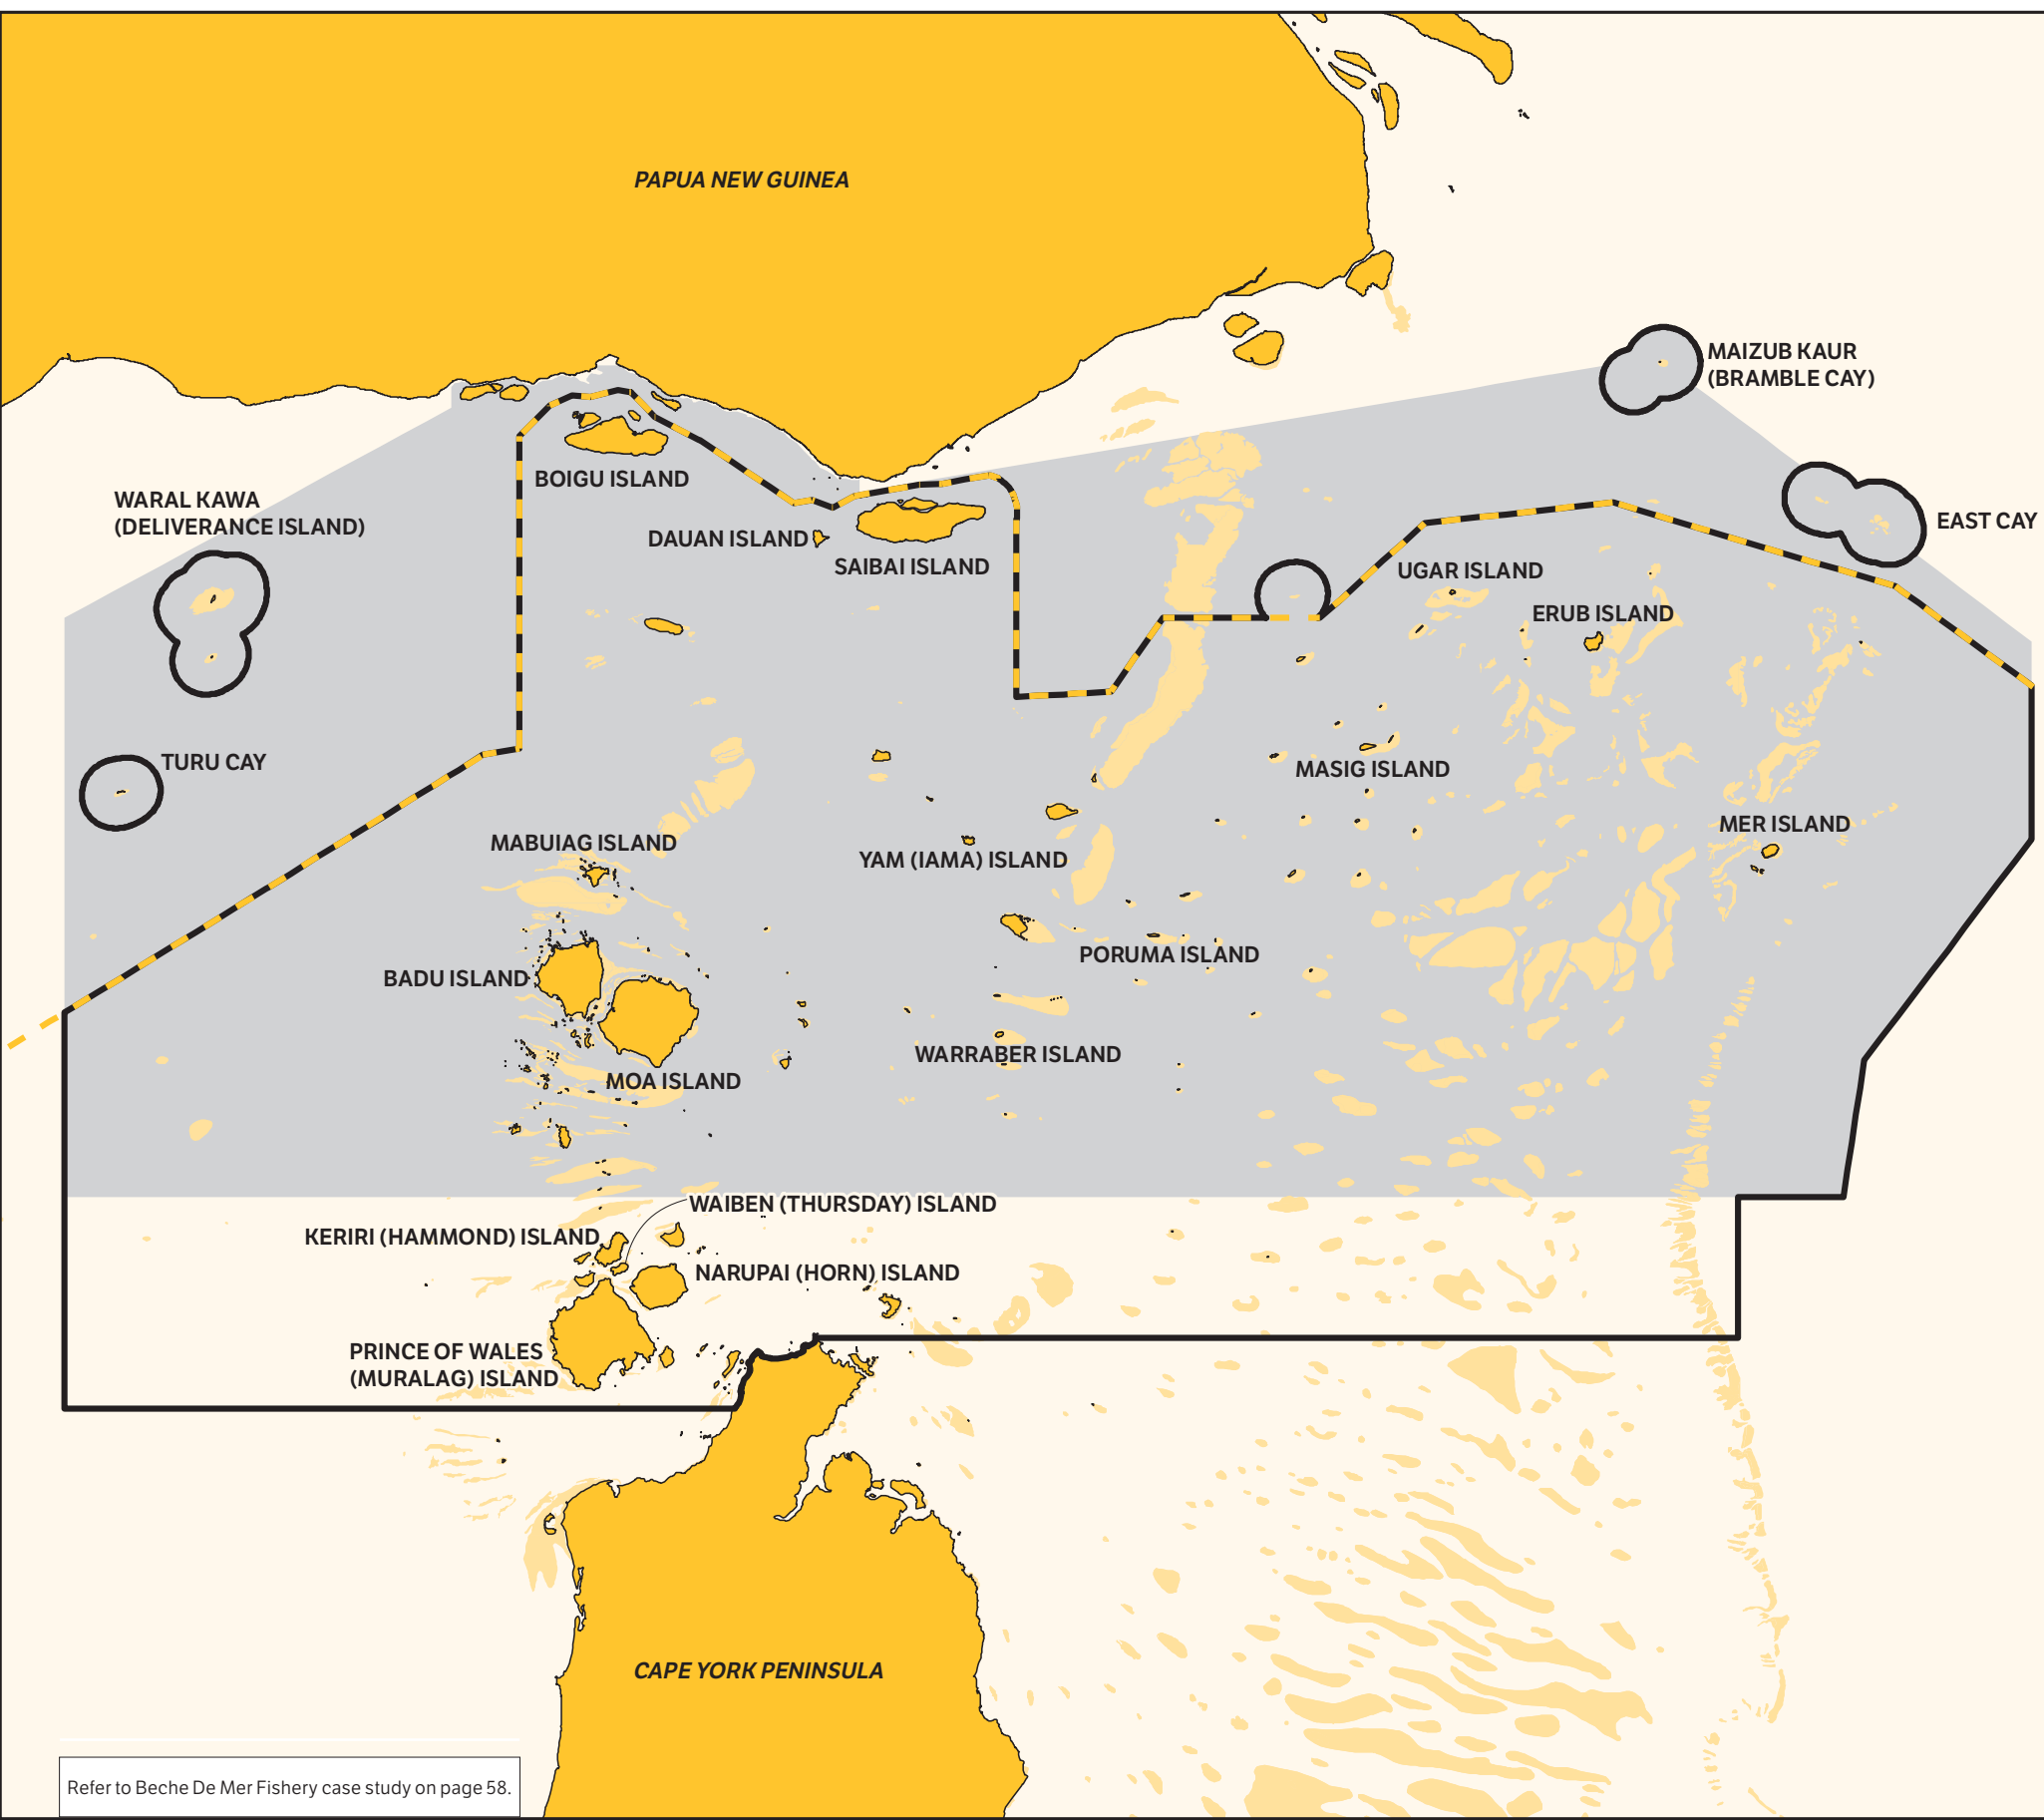 PAPUA NEW GUINEA
MAIZUB KAUR
(BRAMBLE CAY)
BOIGU ISLAND
WARAL KAWA
(DELIVERANCE ISLAND)
EAST CAY
DAUAN ISLAND
SAIBAI ISLAND
UGAR ISLAND
ERUB ISLAND
TURU CAY
MASIG ISLAND
MER ISLAND
MABUIAG ISLAND
YAM (IAMA) ISLAND
PORUMA ISLAND
BADU ISLAND
WARRABER ISLAND
MOA ISLAND
WAIBEN (THURSDAY) ISLAND
KERIRI (HAMMOND) ISLAND
NARUPAI (HORN) ISLAND
PRINCE OF WALES
(MURALAG) ISLAND
CAPE YORK PENINSULA
Refer to Beche De Mer Fishery case study on page 58.